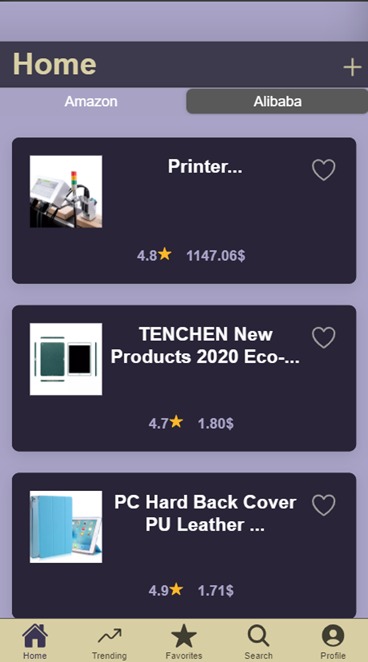 Home
Amazon Alibaba
Printer...
4.8 1147.06$
TENCHEN New
Products 2020 Eco-...
4.7 1.80$
PC Hard Back Cover
PU Leather ...
4.9 1.71$
Home Trending Favorites Search Profile